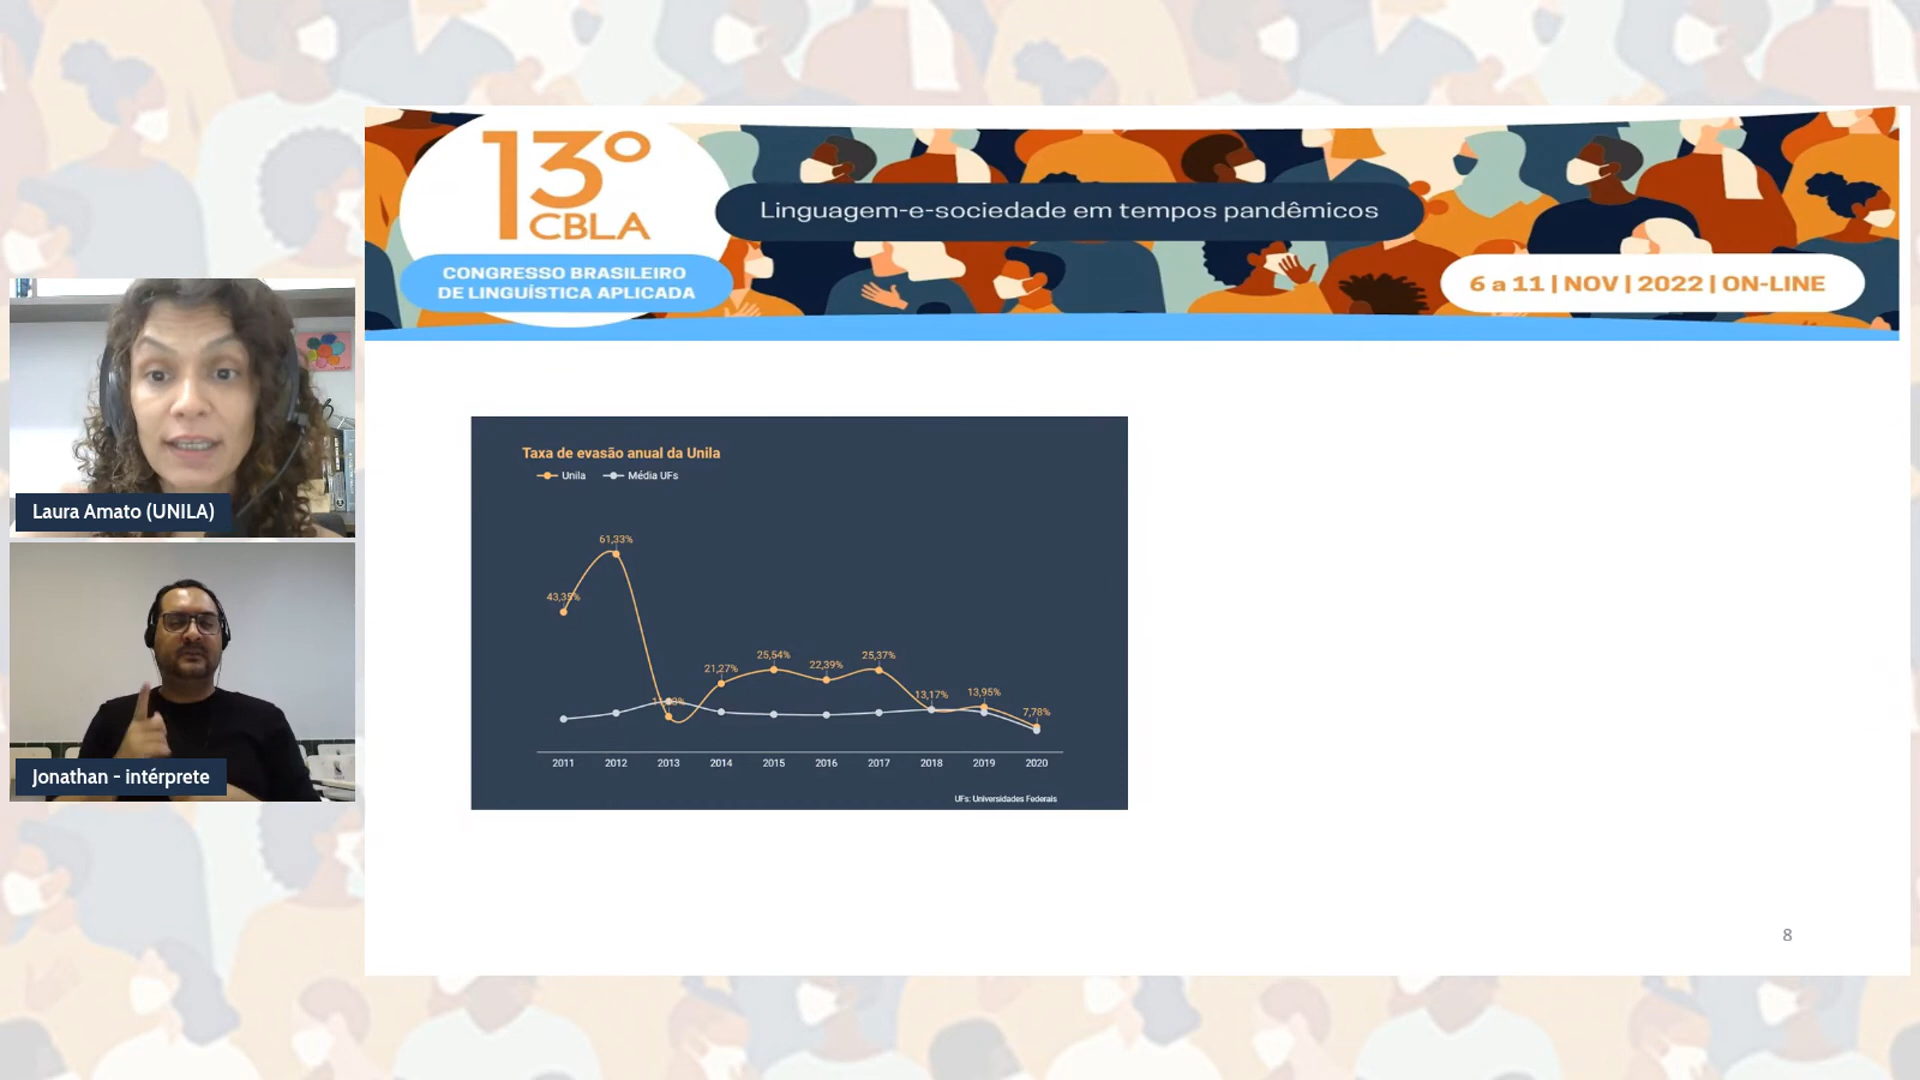 13º
CBLA
CONGRESSO BRASILEIRO
DE LINGUÍSTICA APLICADA
Linguagem-e-sociedade em tempos pandêmicos
6 a 11 | NOV | 2022 | ON-LINE
Laura Amato (UNILA)
Jonathan - intérprete
Taxa de evasão anual da Unila
Unila Média UFs
43,35%
61,33%
21,27%
25,54%
22,39%
25,37%
13,17%
13,95%
7,78%
2011 2012 2013 2014 2015 2016 2017 2018 2019 2020
UFs: Universidades Federais
8